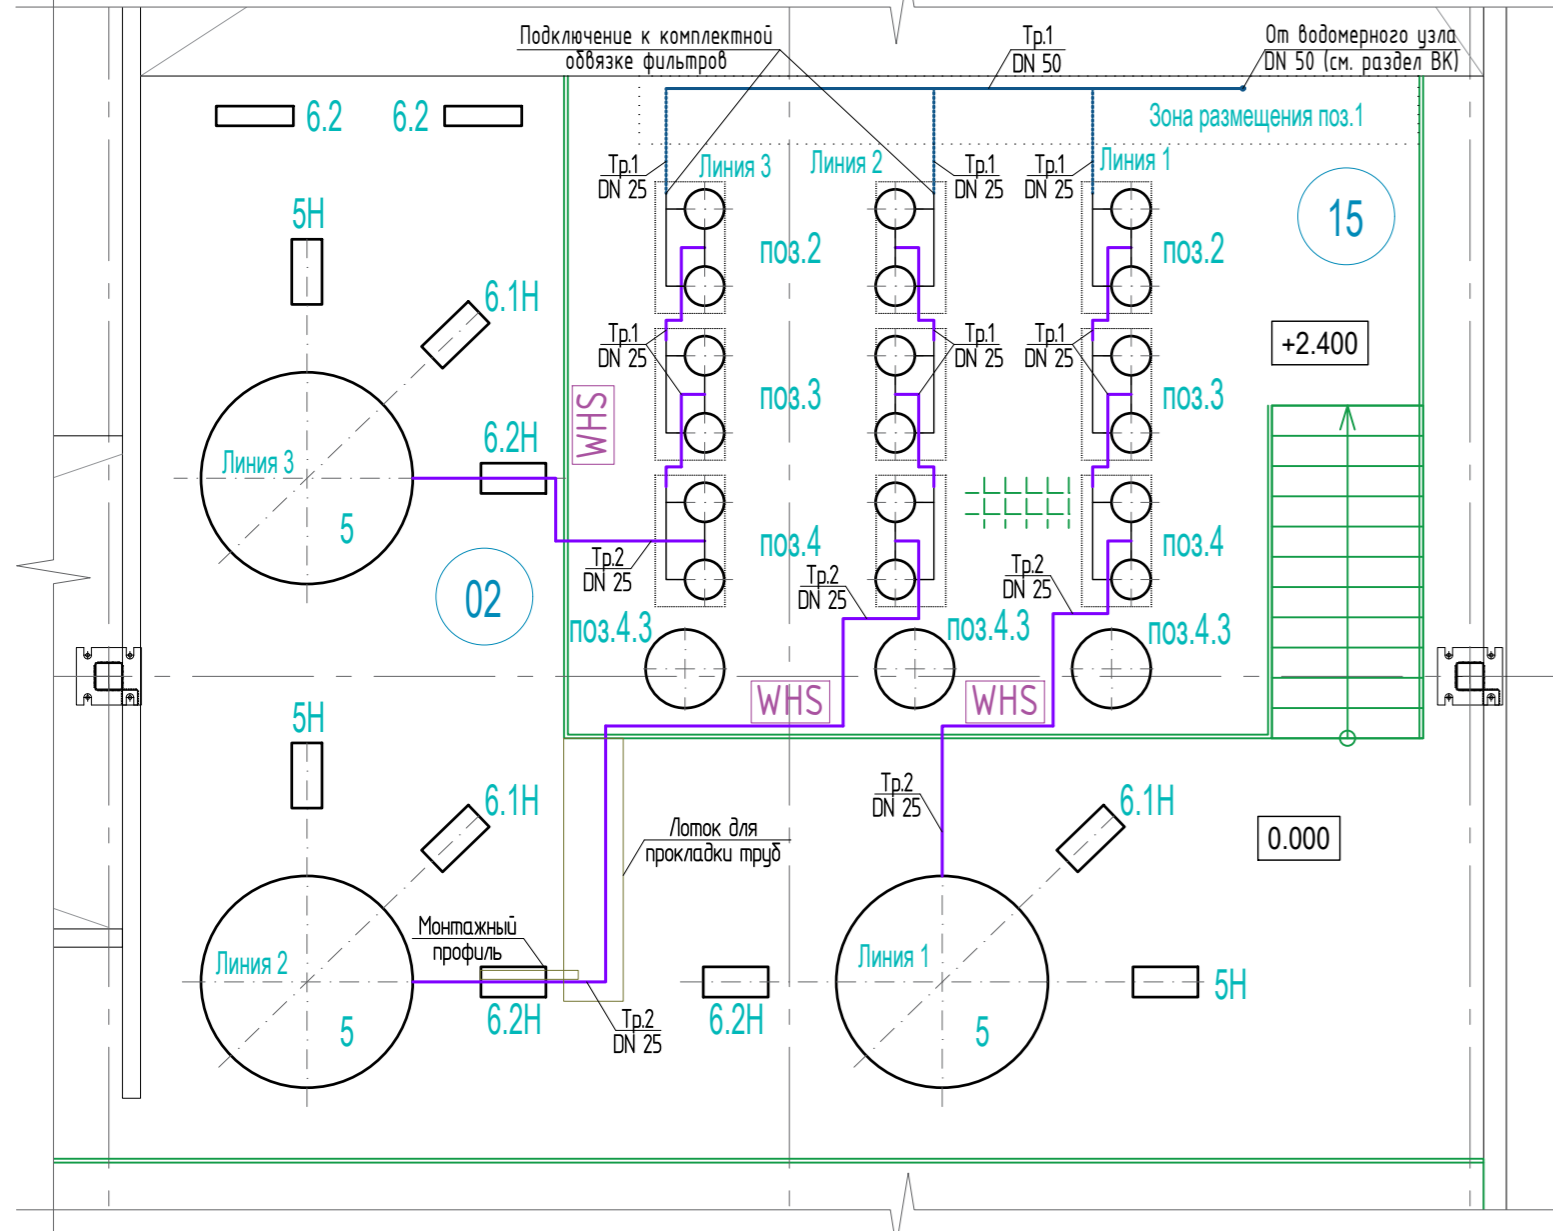 Подключение к комплектной
обвязке фильтров
Тр.1
DN 50
От водомерного узла
DN 50 (см. раздел ВК)
6.2
6.2
Зона размещения поз.1
Тр.1
DN 25
Линия 3
Линия 2
Тр.1
DN 25
Тр.1
DN 25
Линия 1
5Н
15
поз.2
поз.2
6.1Н
Тр.1
DN 25
Тр.1
DN 25
Тр.1
DN 25
+2.400
WHS
поз.3
поз.3
6.2Н
Линия 3
5
поз.4
поз.4
Тр.2
DN 25
Тр.2
DN 25
Тр.2
DN 25
02
поз.4.3
поз.4.3
поз.4.3
WHS
WHS
5Н
6.1Н
Тр.2
DN 25
6.1Н
Лоток для
прокладки труб
0.000
Монтажный
профиль
Линия 2
Линия 1
5Н
6.2Н
6.2Н
5
5
Тр.2
DN 25